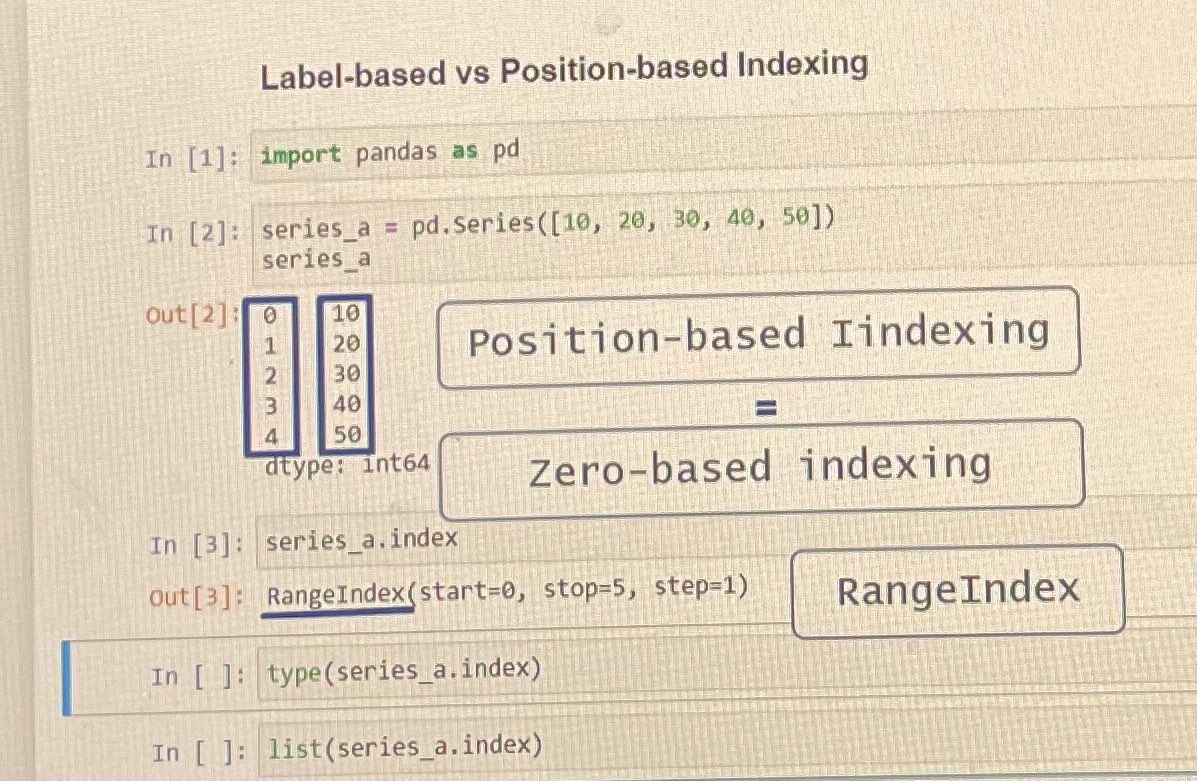 Label-based vs Position-based Indexing
In [1]: import pandas as pd
In [2]: series_a = pd.Series([10, 20, 30, 40, 50])
series_a
Out[2]: 0 10
1 20
2 30
3 40
4 50
dtype: int64
Position-based Iindexing
=
Zero-based indexing
In [3]: series_a.index
Out[3]: RangeIndex(start=0, stop=5, step=1)
RangeIndex
In [ ]: type(series_a.index)
In [ ]: list(series_a.index)